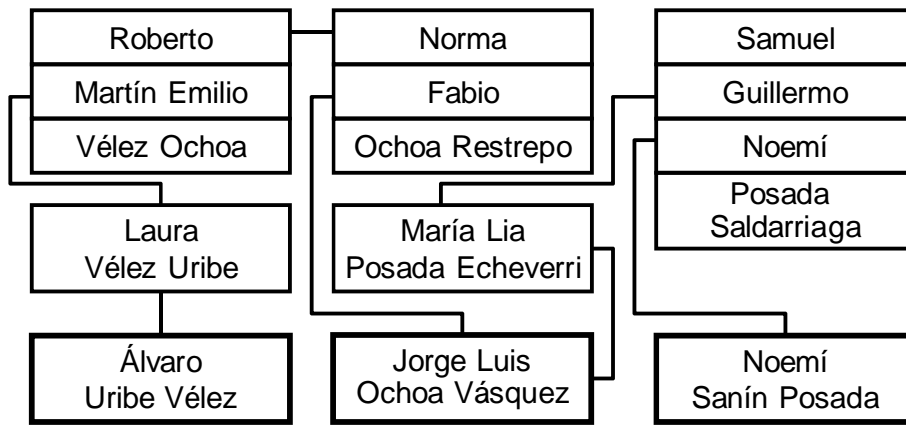 Roberto
Norma
Samuel
Martín Emilio
Fabio
Guillermo
Vélez Ochoa
Ochoa Restrepo
Noemí
Posada
Saldarriaga
Laura
Vélez Uribe
María Lia
Posada Echeverri
Álvaro
Uribe Vélez
Jorge Luis
Ochoa Vásquez
Noemí
Sanín Posada